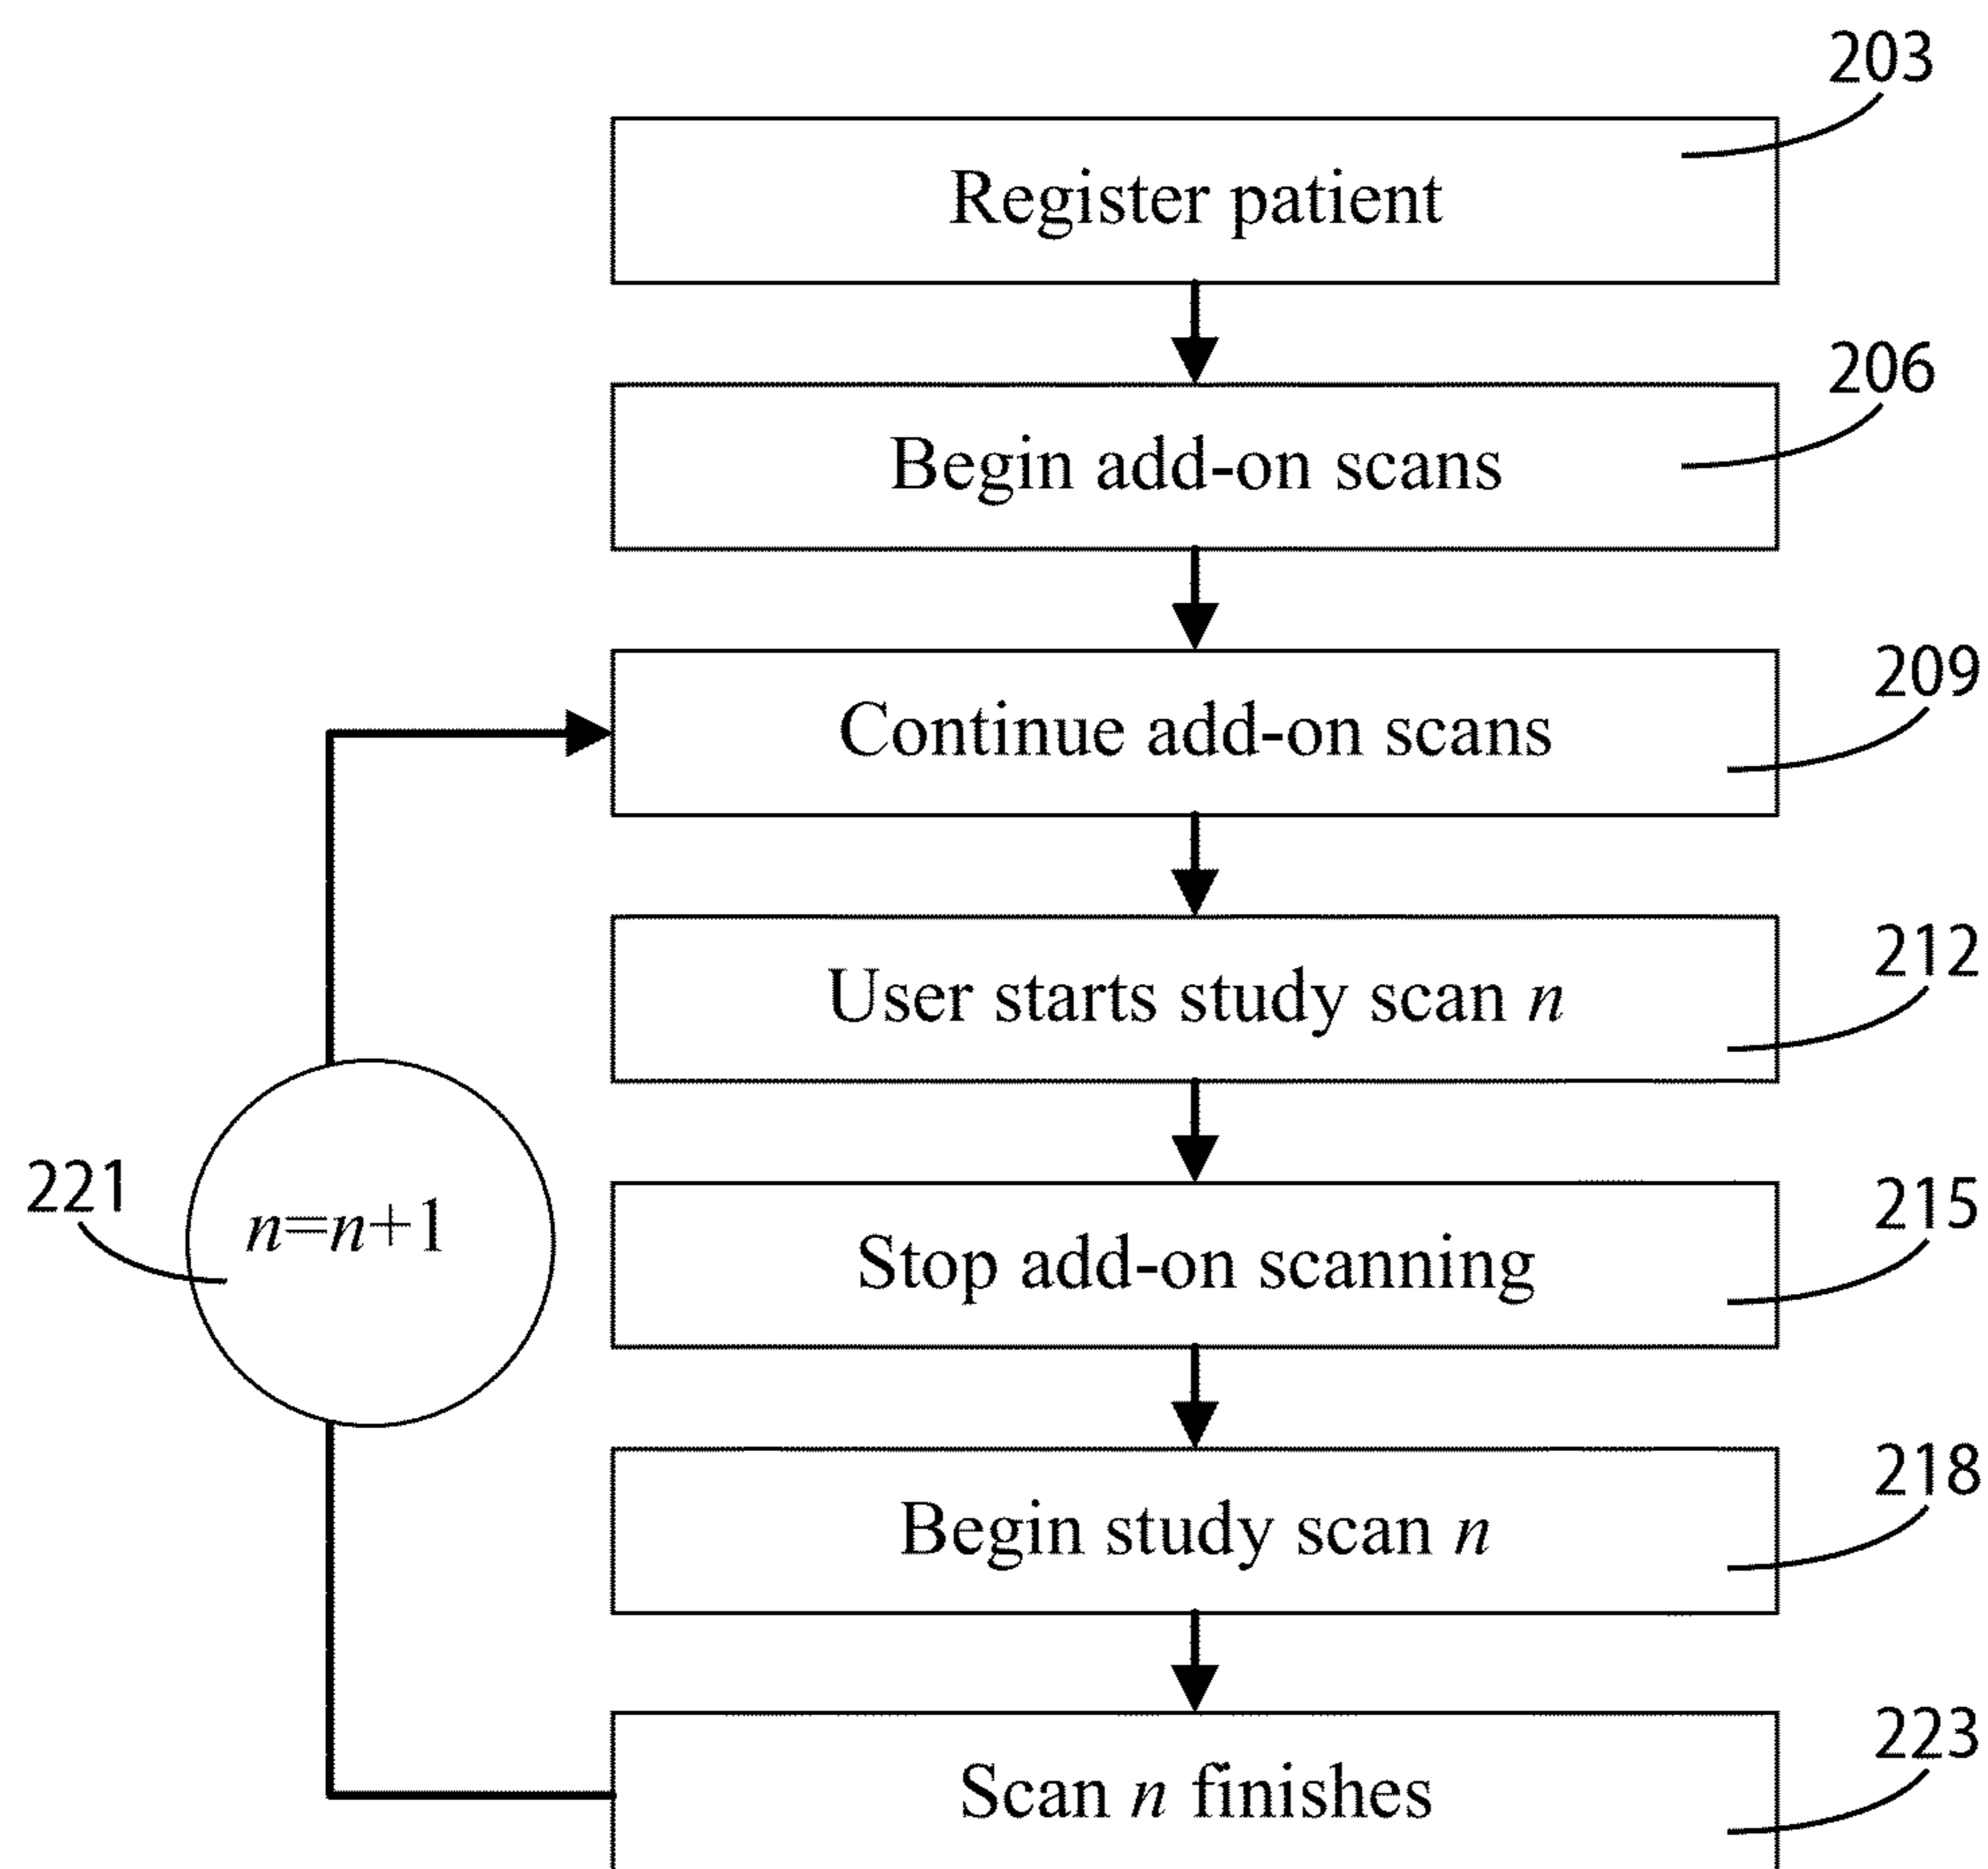 203
Register patient
206
Begin add-on scans
209
Continue add-on scans
212
User starts study scan n
215
Stop add-on scanning
221
n=n+1
218
Begin study scan n
223
Scan n finishes